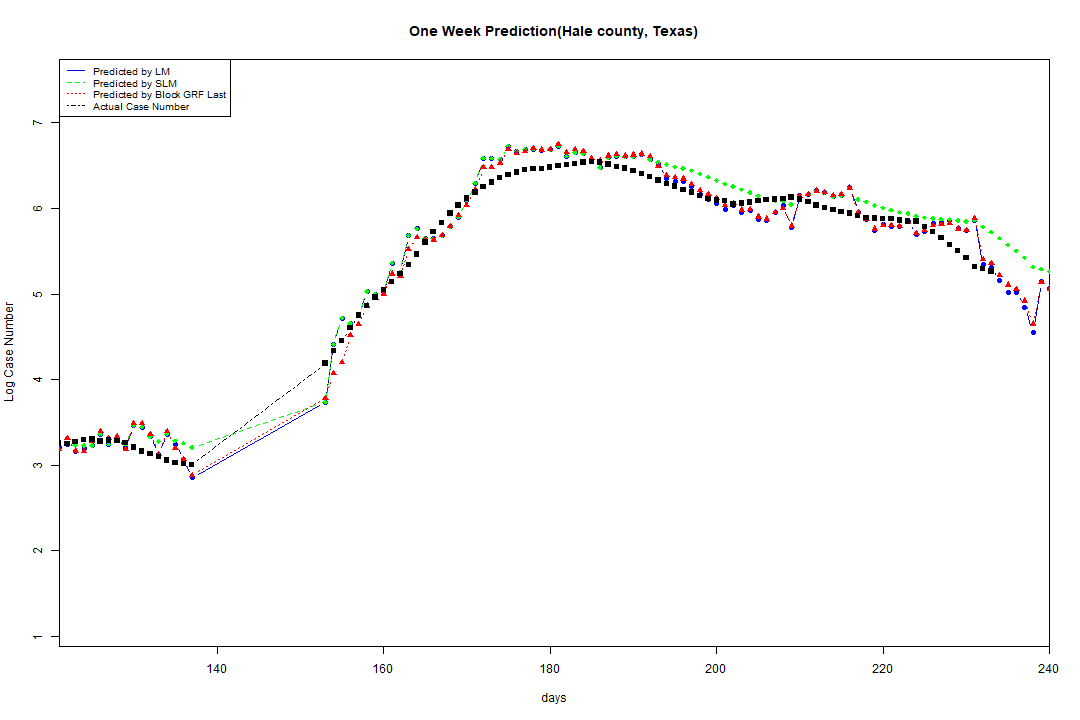 One Week Prediction(Hale county, Texas)
Predicted by LM
Predicted by SLM
Predicted by Block GRF Last
Actual Case Number
7
6
5
4
3
2
1
Log Case Number
140 160 180 200 220 240
days